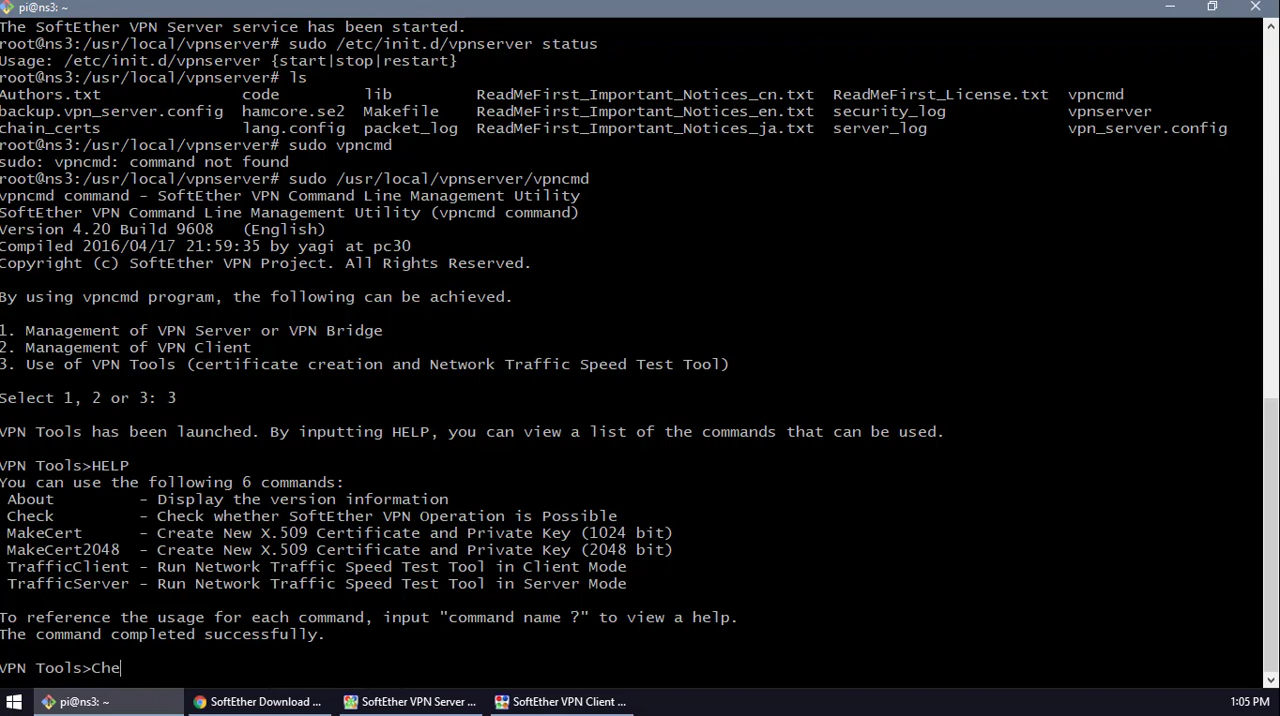 pi@ns3: ~
The SoftEther VPN Server service has been started.
root@ns3:/usr/local/vpnserver# sudo /etc/init.d/vpnserver status
Usage: /etc/init.d/vpnserver {start|stop|restart}
root@ns3:/usr/local/vpnserver# ls
Authors.txt code lib ReadMeFirst_Important_Notices_cn.txt ReadMeFirst_License.txt vpncmd
backup.vpn_server.config hamcore.se2 Makefile ReadMeFirst_Important_Notices_en.txt security_log vpnserver
chain_certs lang.config packet_log ReadMeFirst_Important_Notices_ja.txt server_log vpn_server.config
root@ns3:/usr/local/vpnserver# sudo vpncmd
sudo: vpncmd: command not found
root@ns3:/usr/local/vpnserver# sudo /usr/local/vpnserver/vpncmd
vpncmd command - SoftEther VPN Command Line Management Utility
SoftEther VPN Command Line Management Utility (vpncmd command)
Version 4.20 Build 9608 (English)
Compiled 2016/04/17 21:59:35 by yagi at pc30
Copyright (c) SoftEther VPN Project. All Rights Reserved.
By using vpncmd program, the following can be achieved.
1. Management of VPN Server or VPN Bridge
2. Management of VPN Client
3. Use of VPN Tools (certificate creation and Network Traffic Speed Test Tool)
Select 1, 2 or 3: 3
VPN Tools has been launched. By inputting HELP, you can view a list of the commands that can be used.
VPN Tools>HELP
You can use the following 6 commands:
About - Display the version information
Check - Check whether SoftEther VPN Operation is Possible
MakeCert - Create New X.509 Certificate and Private Key (1024 bit)
MakeCert2048 - Create New X.509 Certificate and Private Key (2048 bit)
TrafficClient - Run Network Traffic Speed Test Tool in Client Mode
TrafficServer - Run Network Traffic Speed Test Tool in Server Mode
To reference the usage for each command, input "command name ?" to view a help.
The command completed successfully.
VPN Tools>Che
pi@ns3: ~ SoftEther Download ... SoftEther VPN Server ... SoftEther VPN Client ... 1:05 PM